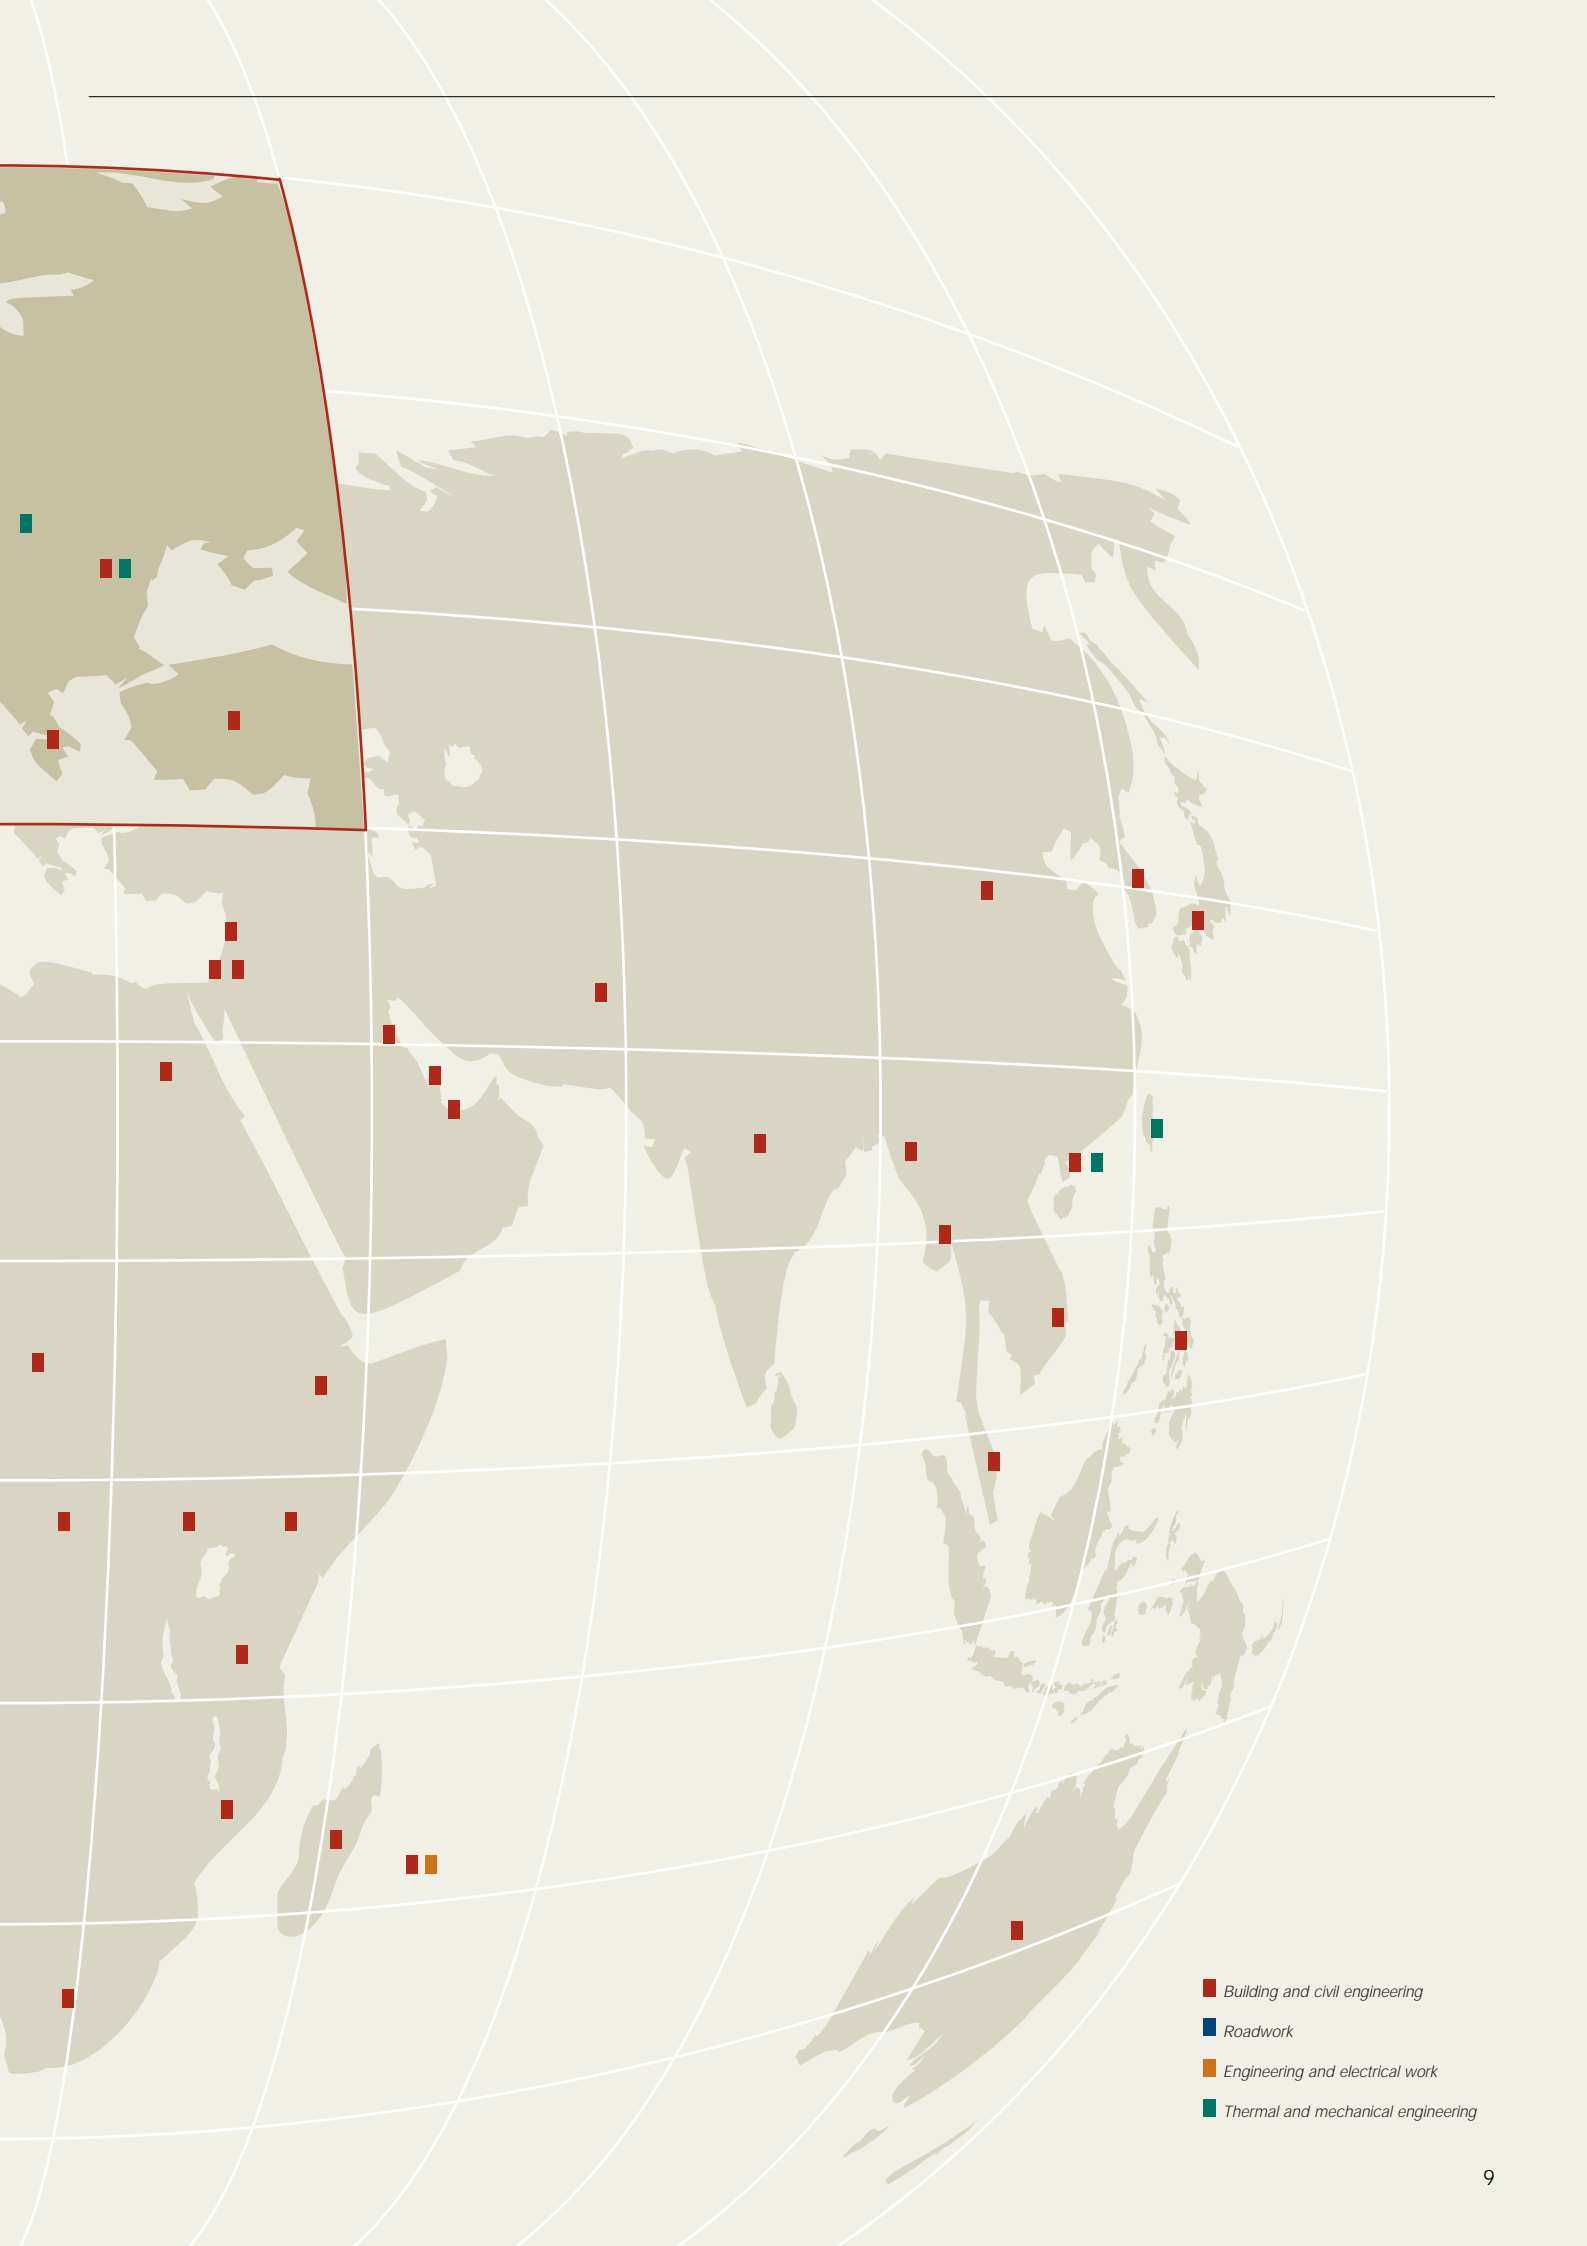 Building and civil engineering
Roadwork
Engineering and electrical work
Thermal and mechanical engineering
9